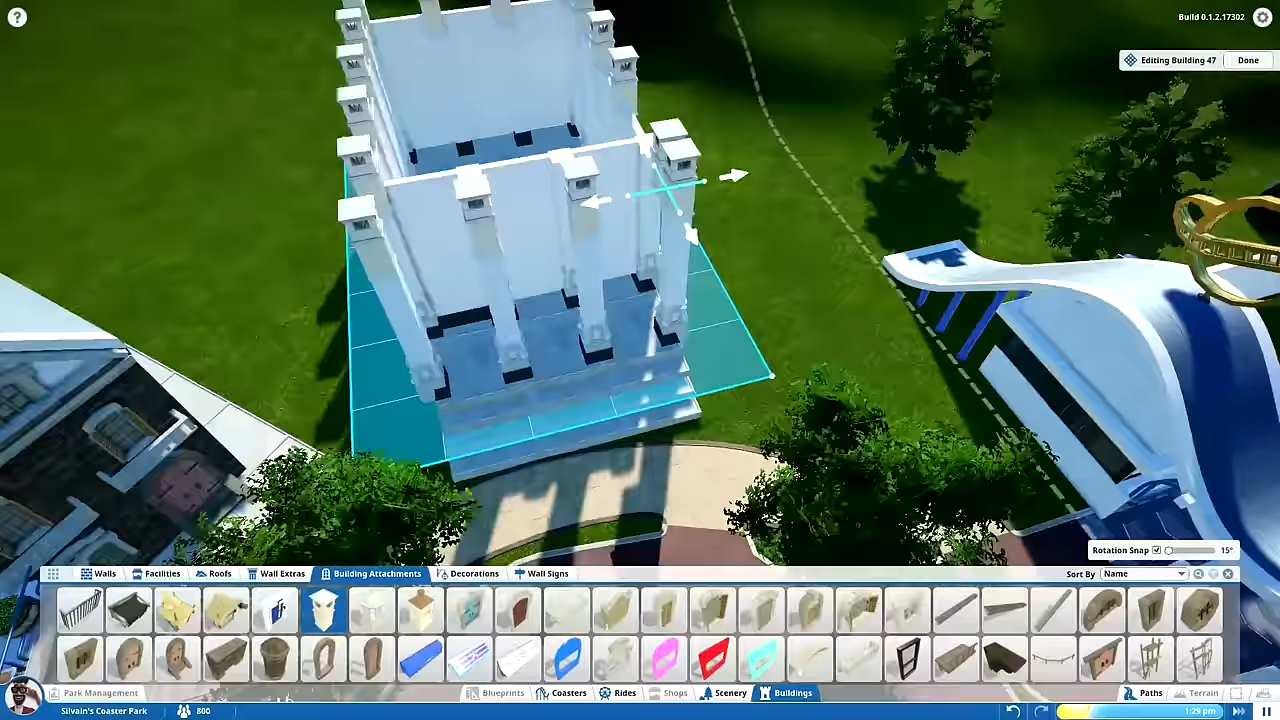 ?
Build 0.1.2.17302
Editing Building 47 Done
Rotation Snap 15°
Walls Facilities Roofs Wall Extras Building Attachments Decorations Wall Signs Sort By Name
Park Management Blueprints Coasters Rides Shops Scenery Buildings Paths Terrain
Silvain's Coaster Park 800 1:29 pm